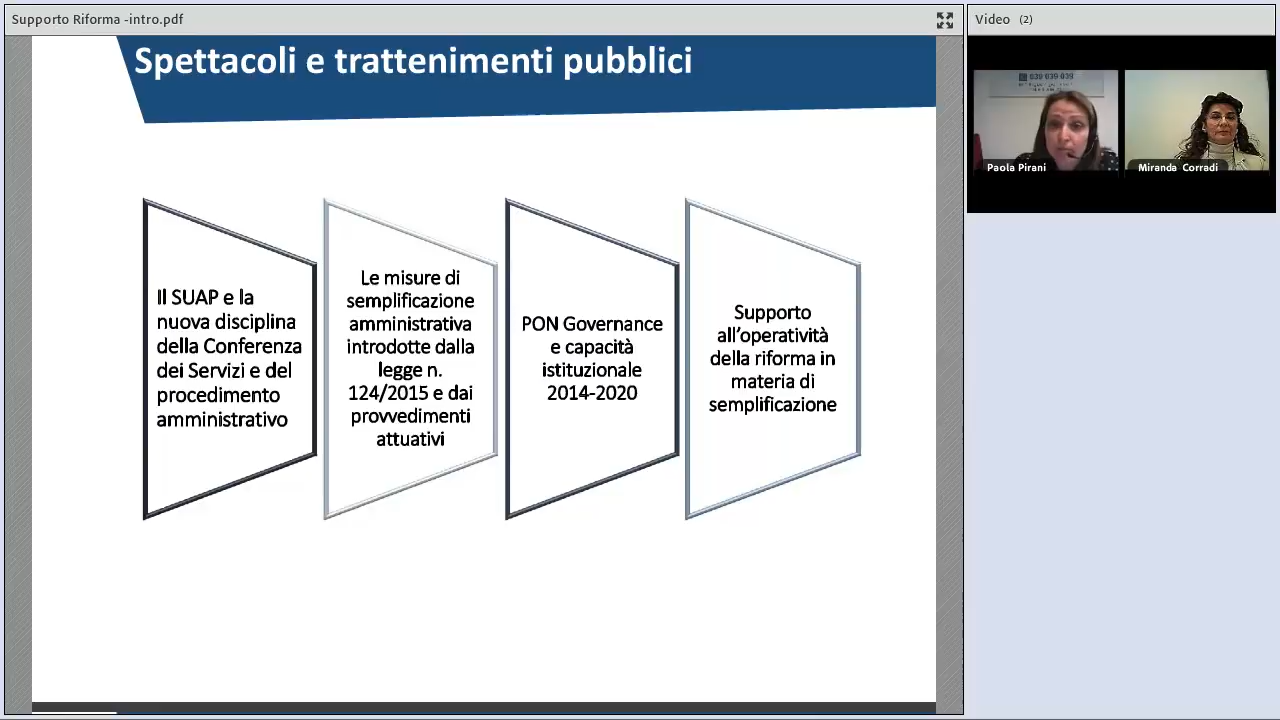 Supporto Riforma -intro.pdf
Video (2)
Spettacoli e trattenimenti pubblici
Paola Pirani
Miranda Corradi
Il SUAP e la
nuova disciplina
della Conferenza
dei Servizi e del
procedimento
amministrativo
Le misure di
semplificazione
amministrativa
introdotte dalla
legge n.
124/2015 e dai
provvedimenti
attuativi
PON Governance
e capacità
istituzionale
2014-2020
Supporto
all’operatività
della riforma in
materia di
semplificazione